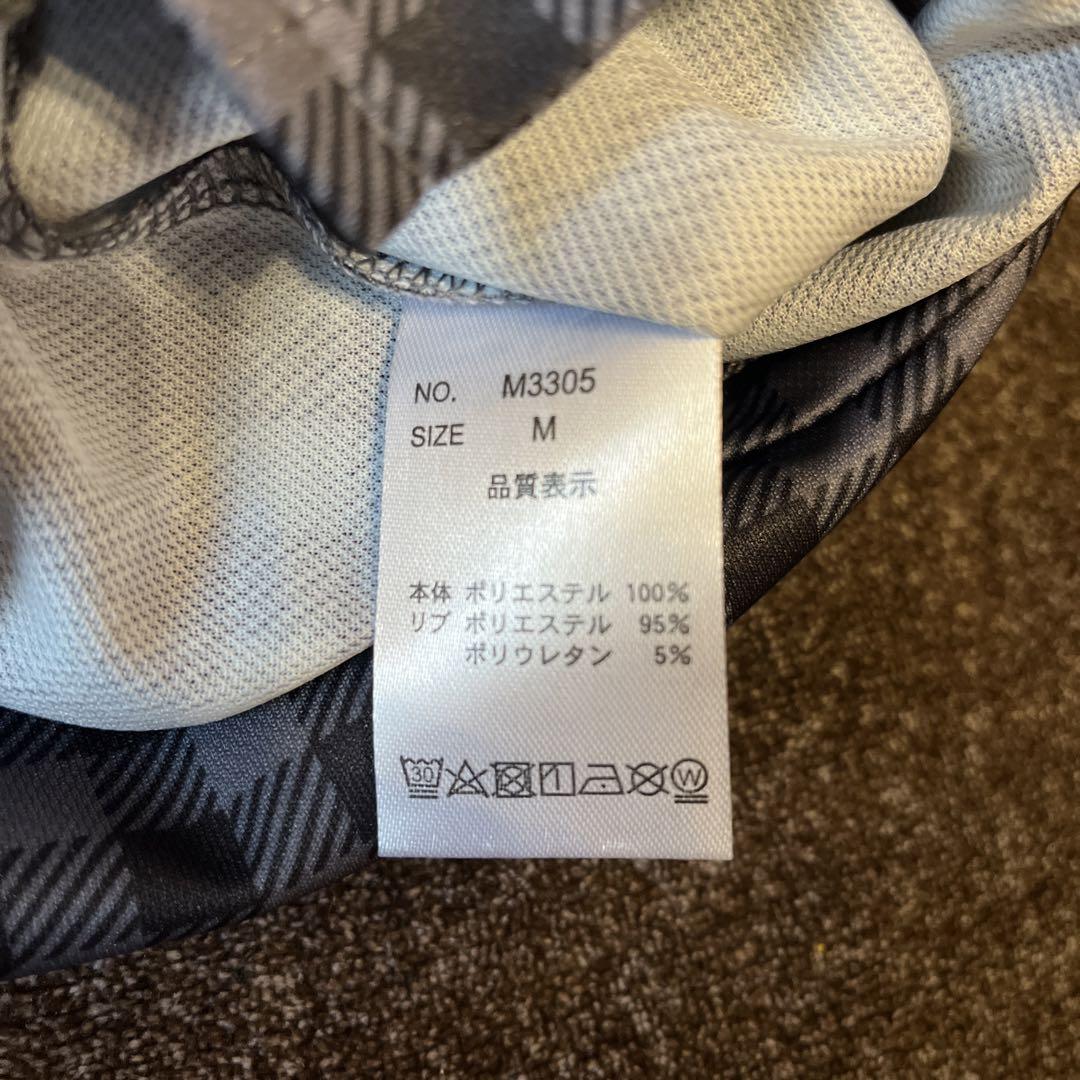 NO. M3305
SIZE M
品質表示
本体 ポリエステル 100%
リブ ポリエステル 95%
ポリウレタン 5%
30 W